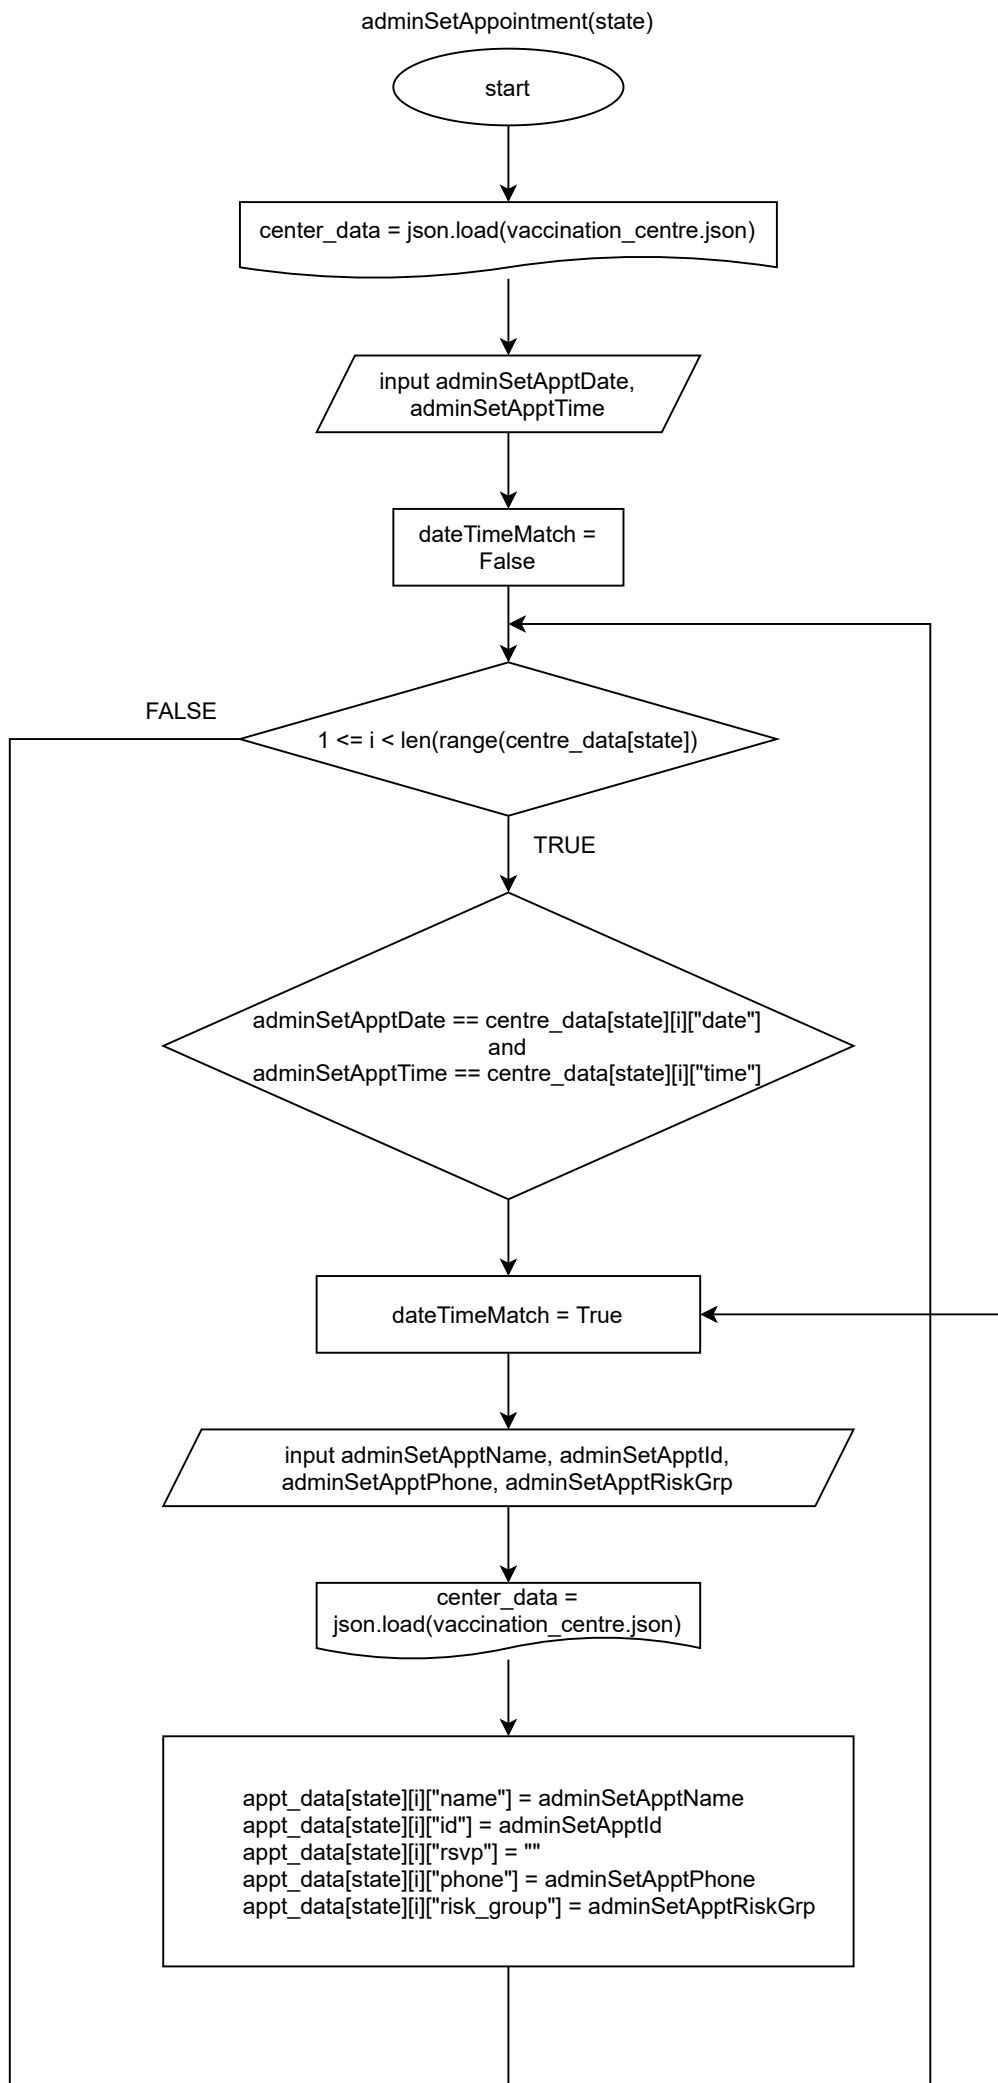 adminSetAppointment(state)
start
center_data = json.load(vaccination_centre.json)
input adminSetApptDate,
adminSetApptTime
dateTimeMatch =
False
FALSE
1 <= i < len(range(centre_data[state])
TRUE
adminSetApptDate == centre_data[state][i]["date"]
and
adminSetApptTime == centre_data[state][i]["time"]
dateTimeMatch = True
input adminSetApptName, adminSetApptId,
adminSetApptPhone, adminSetApptRiskGrp
center_data =
json.load(vaccination_centre.json)
appt_data[state][i]["name"] = adminSetApptName
appt_data[state][i]["id"] = adminSetApptId
appt_data[state][i]["rsvp"] = ""
appt_data[state][i]["phone"] = adminSetApptPhone
appt_data[state][i]["risk_group"] = adminSetApptRiskGrp